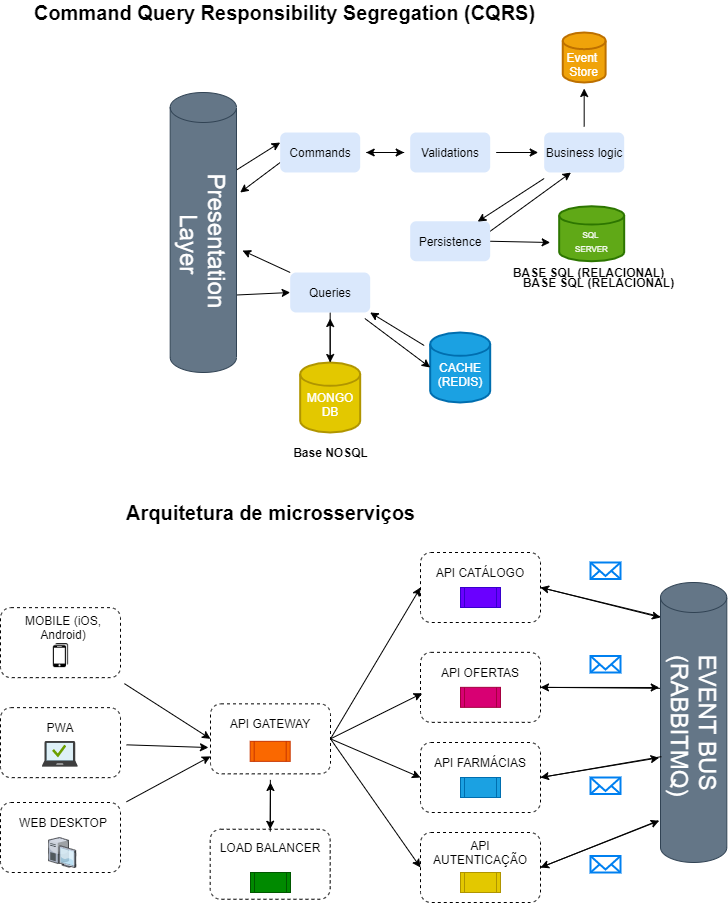 Command Query Responsibility Segregation (CQRS)
Event
Store
Presentation
Layer
Commands
Validations
Business logic
Persistence
SQL
SERVER
BASE SQL (RELACIONAL)
BASE SQL (RELACIONAL)
Queries
MONGO
DB
CACHE
(REDIS)
Base NOSQL
Arquitetura de microsserviços
MOBILE (iOS,
Android)
PWA
WEB DESKTOP
API GATEWAY
LOAD BALANCER
API CATÁLOGO
API OFERTAS
API FARMÁCIAS
API
AUTENTICAÇÃO
EVENT BUS
(RABBITMQ)